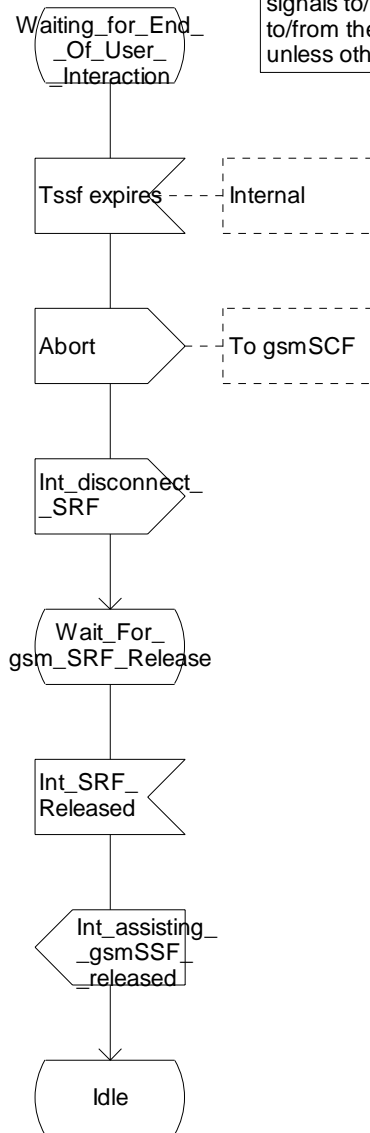 signals to/
to/from the
unless oth
Waiting_for_End_
_Of_User_
_Interaction
Tssf expires
Internal
Abort
To gsmSCF
Int_disconnect_
_SRF
Wait_For_
gsm_SRF_Release
Int_SRF_
Released
Int_assisting_
_gsmSSF_
_released
Idle